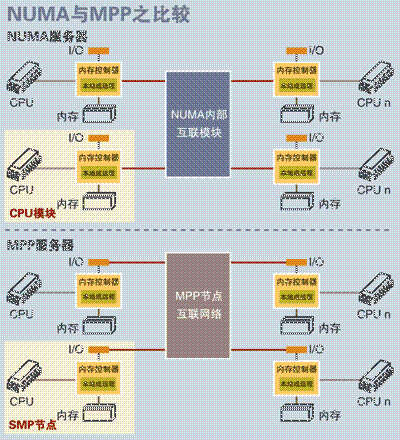 NUMA与MPP之比较
NUMA服务器
I/O
I/O
内存控制器
内存控制器
本地或远程
本地或远程
CPU
CPU n
内存
内存
NUMA内部
互联模块
I/O
I/O
内存控制器
内存控制器
本地或远程
本地或远程
CPU
CPU n
内存
内存
CPU模块
MPP服务器
I/O
I/O
内存控制器
内存控制器
本地或远程
本地或远程
CPU
CPU n
内存
内存
MPP节点
互联网络
I/O
I/O
内存控制器
内存控制器
本地或远程
本地或远程
CPU
CPU n
内存
内存
SMP节点